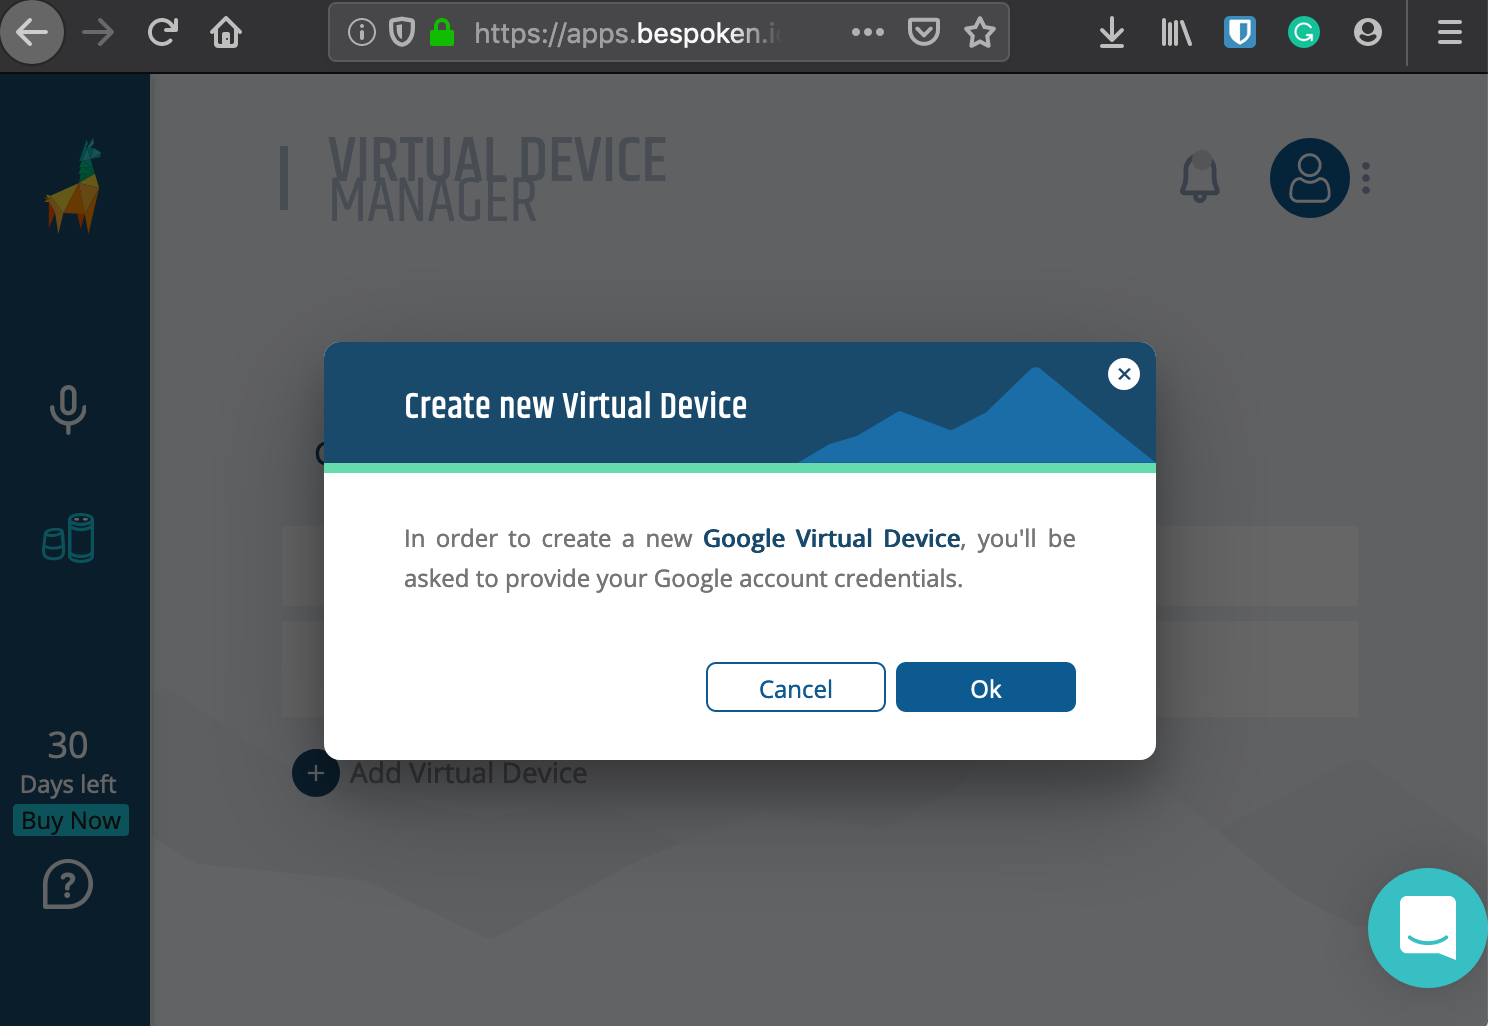 https://apps.bespoken.i
VIRTUAL DEVICE
MANAGER
Create new Virtual Device
In order to create a new Google Virtual Device, you'll be
asked to provide your Google account credentials.
Cancel
Ok
Add Virtual Device
30
Days left
Buy Now